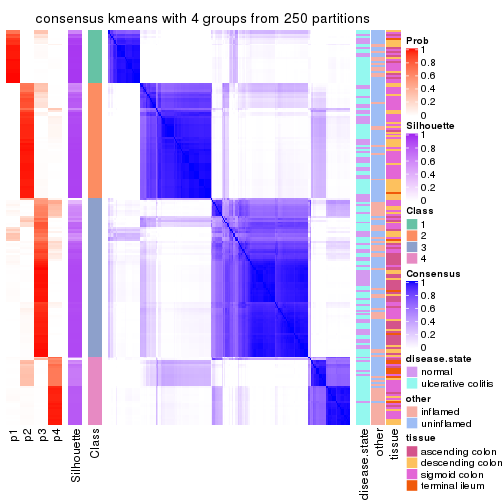 consensus kmeans with 4 groups from 250 partitions
p1
p2
p3
p4
Silhouette
Class
disease.state
other
tissue
p
1
0.8
0.6
0.4
0.2
0
Silhouette
1
0.8
0.6
0.4
0.2
0
Class
1
2
3
4
Consensus
1
0.8
0.6
0.4
0.2
0
disease.state
normal
ulcerative colitis
other
inflamed
uninflamed
tissue
ascending colon
descending colon
sigmoid colon
terminal ileum